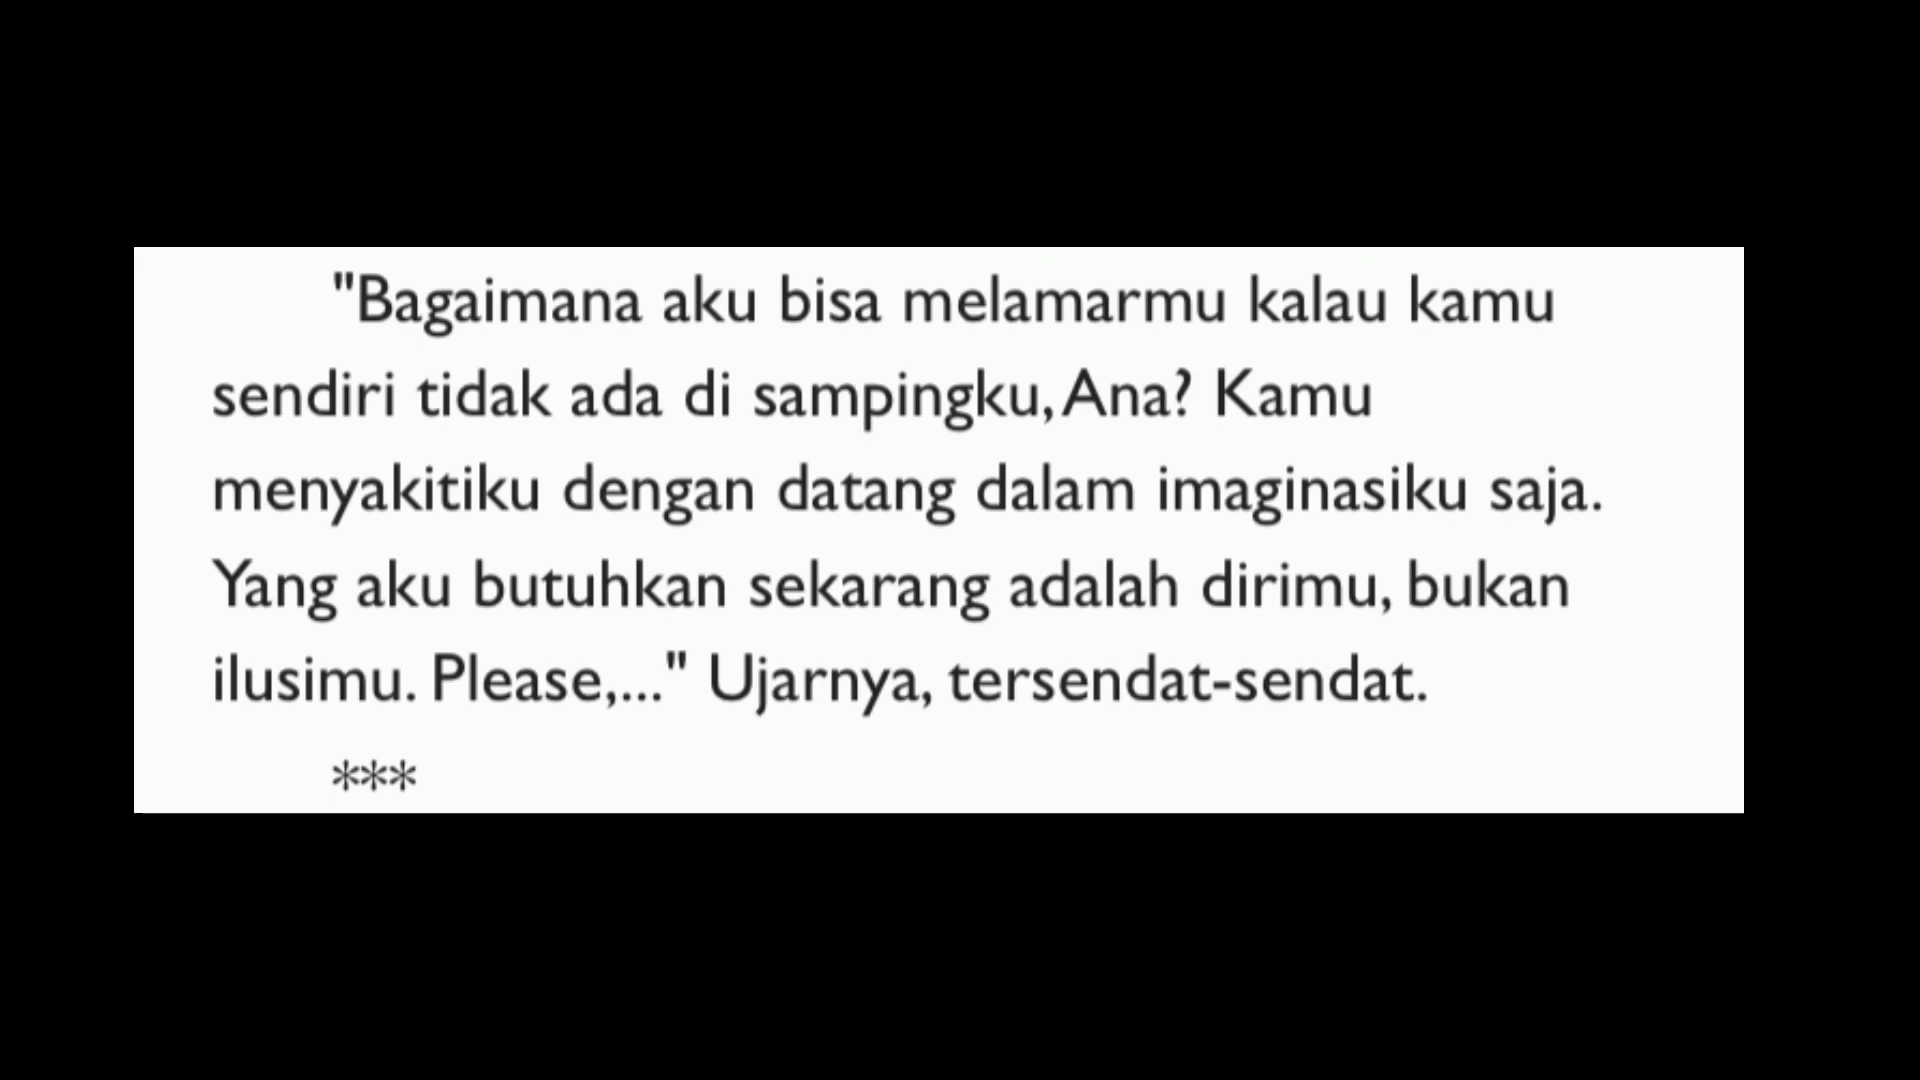 "Bagaimana aku bisa melamarmu kalau kamu
sendiri tidak ada di sampingku, Ana? Kamu
menyakitiku dengan datang dalam imaginasiku saja.
Yang aku butuhkan sekarang adalah dirimu, bukan
ilusimu. Please,..." Ujarnya, tersendat-sendat.
***